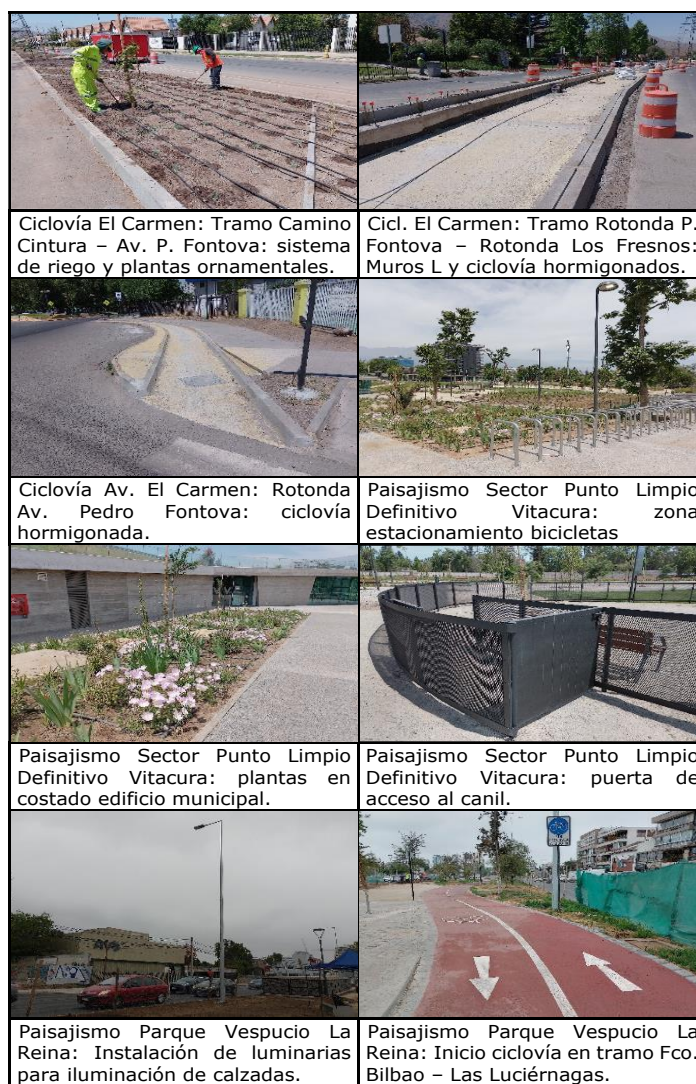 Ciclovía El Carmen: Tramo Camino
Cintura – Av. P. Fontova: sistema
de riego y plantas ornamentales.
Cicl. El Carmen: Tramo Rotonda P.
Fontova – Rotonda Los Fresnos:
Muros L y ciclovía hormigonados.
Ciclovía Av. El Carmen: Rotonda
Av. Pedro Fontova: ciclovía
hormigonada.
Paisajismo Sector Punto Limpio
Definitivo Vitacura: zona
estacionamiento bicicletas
Paisajismo Sector Punto Limpio
Definitivo Vitacura: plantas en
costado edificio municipal.
Paisajismo Sector Punto Limpio
Definitivo Vitacura: puerta de
acceso al canil.
Paisajismo Parque Vespucio La
Reina: Instalación de luminarias
para iluminación de calzadas.
Paisajismo Parque Vespucio La
Reina: Inicio ciclovía en tramo Fco.
Bilbao – Las Luciérnagas.